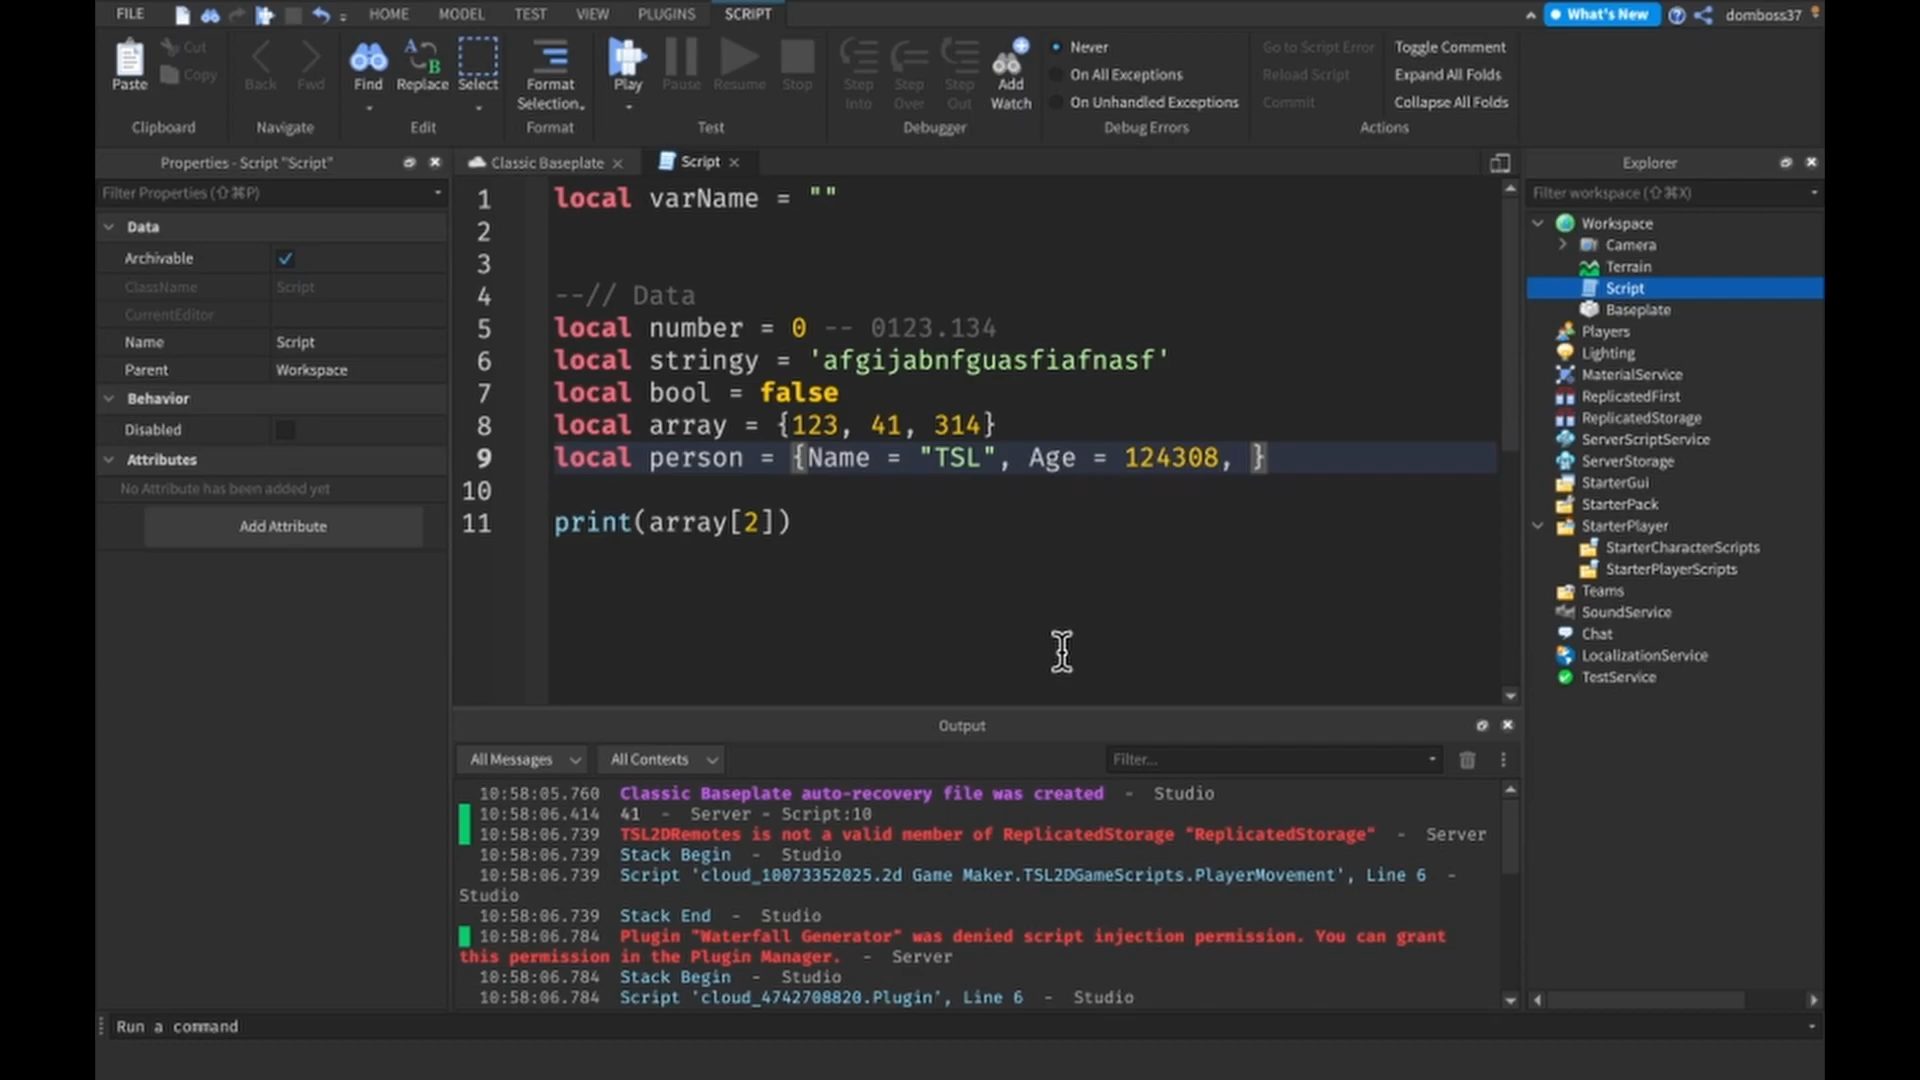 FILE HOME MODEL TEST VIEW PLUGINS SCRIPT What's New domboss37
Paste Cut Copy Back Fwd Find Replace Select Format Selection Play Pause Resume Stop Step Into Step Over Step Out Add Watch
Never
On All Exceptions
On Unhandled Exceptions
Go to Script Error
Reload Script
Commit
Toggle Comment
Expand All Folds
Collapse All Folds
Clipboard Navigate Edit Format Test Debugger Debug Errors Actions
Properties - Script "Script"
Filter Properties (⇧⌘P)
Data
Archivable
ClassName Script
CurrentEditor
Name Script
Parent Workspace
Behavior
Disabled
Attributes
No Attribute has been added yet
Add Attribute
Classic Baseplate Script
1 local varName = ""
2
3
4 --// Data
5 local number = 0 -- 0123.134
6 local stringy = 'afgijabnfguasfiafnasf'
7 local bool = false
8 local array = {123, 41, 314}
9 local person = {Name = "TSL", Age = 124308, }
10
11 print(array[2])
Output
All Messages All Contexts Filter...
10:58:05.760 Classic Baseplate auto-recovery file was created - Studio
10:58:06.414 41 - Server - Script:10
10:58:06.739 TSL2DRemotes is not a valid member of ReplicatedStorage "ReplicatedStorage" - Server
10:58:06.739 Stack Begin - Studio
10:58:06.739 Script 'cloud_10073352025.2d Game Maker.TSL2DGameScripts.PlayerMovement', Line 6 -
Studio
10:58:06.739 Stack End - Studio
10:58:06.784 Plugin "Waterfall Generator" was denied script injection permission. You can grant
this permission in the Plugin Manager. - Server
10:58:06.784 Stack Begin - Studio
10:58:06.784 Script 'cloud_4742708820.Plugin', Line 6 - Studio
Explorer
Filter workspace (⇧⌘X)
Workspace
Camera
Terrain
Script
Baseplate
Players
Lighting
MaterialService
ReplicatedFirst
ReplicatedStorage
ServerScriptService
ServerStorage
StarterGui
StarterPack
StarterPlayer
StarterCharacterScripts
StarterPlayerScripts
Teams
SoundService
Chat
LocalizationService
TestService
Run a command